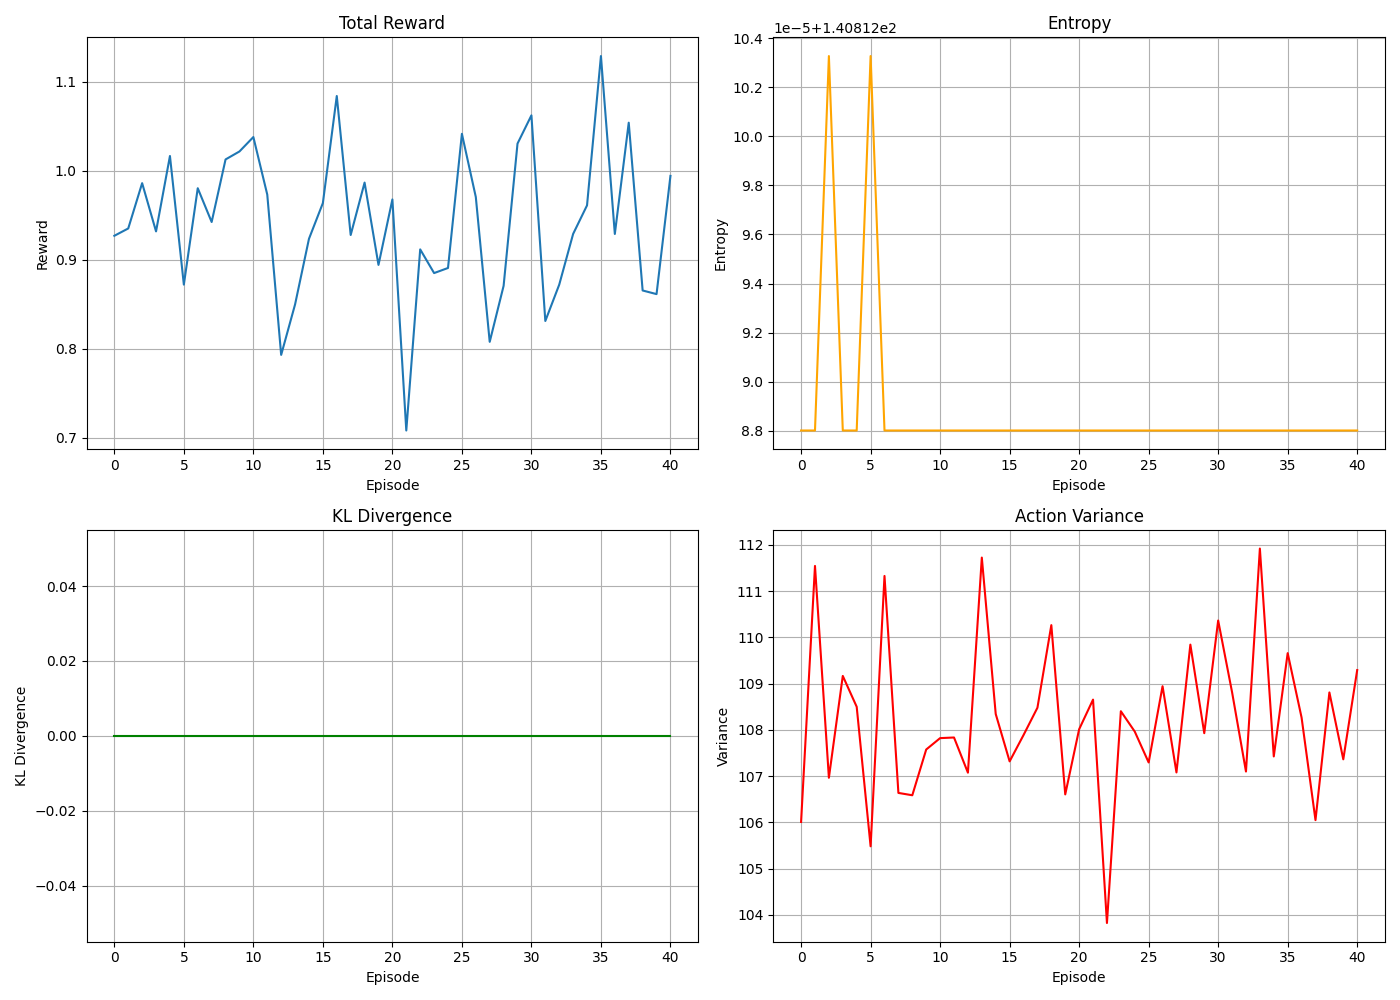 Total Reward
1.1
1.0
0.9
0.8
0.7
Reward
0 5 10 15 20 25 30 35 40
Episode
Entropy
1e−5+1.40812e2
10.4
10.2
10.0
9.8
9.6
9.4
9.2
9.0
8.8
Entropy
0 5 10 15 20 25 30 35 40
Episode
KL Divergence
0.04
0.02
0.00
−0.02
−0.04
KL Divergence
0 5 10 15 20 25 30 35 40
Episode
Action Variance
112
111
110
109
108
107
106
105
104
Variance
0 5 10 15 20 25 30 35 40
Episode